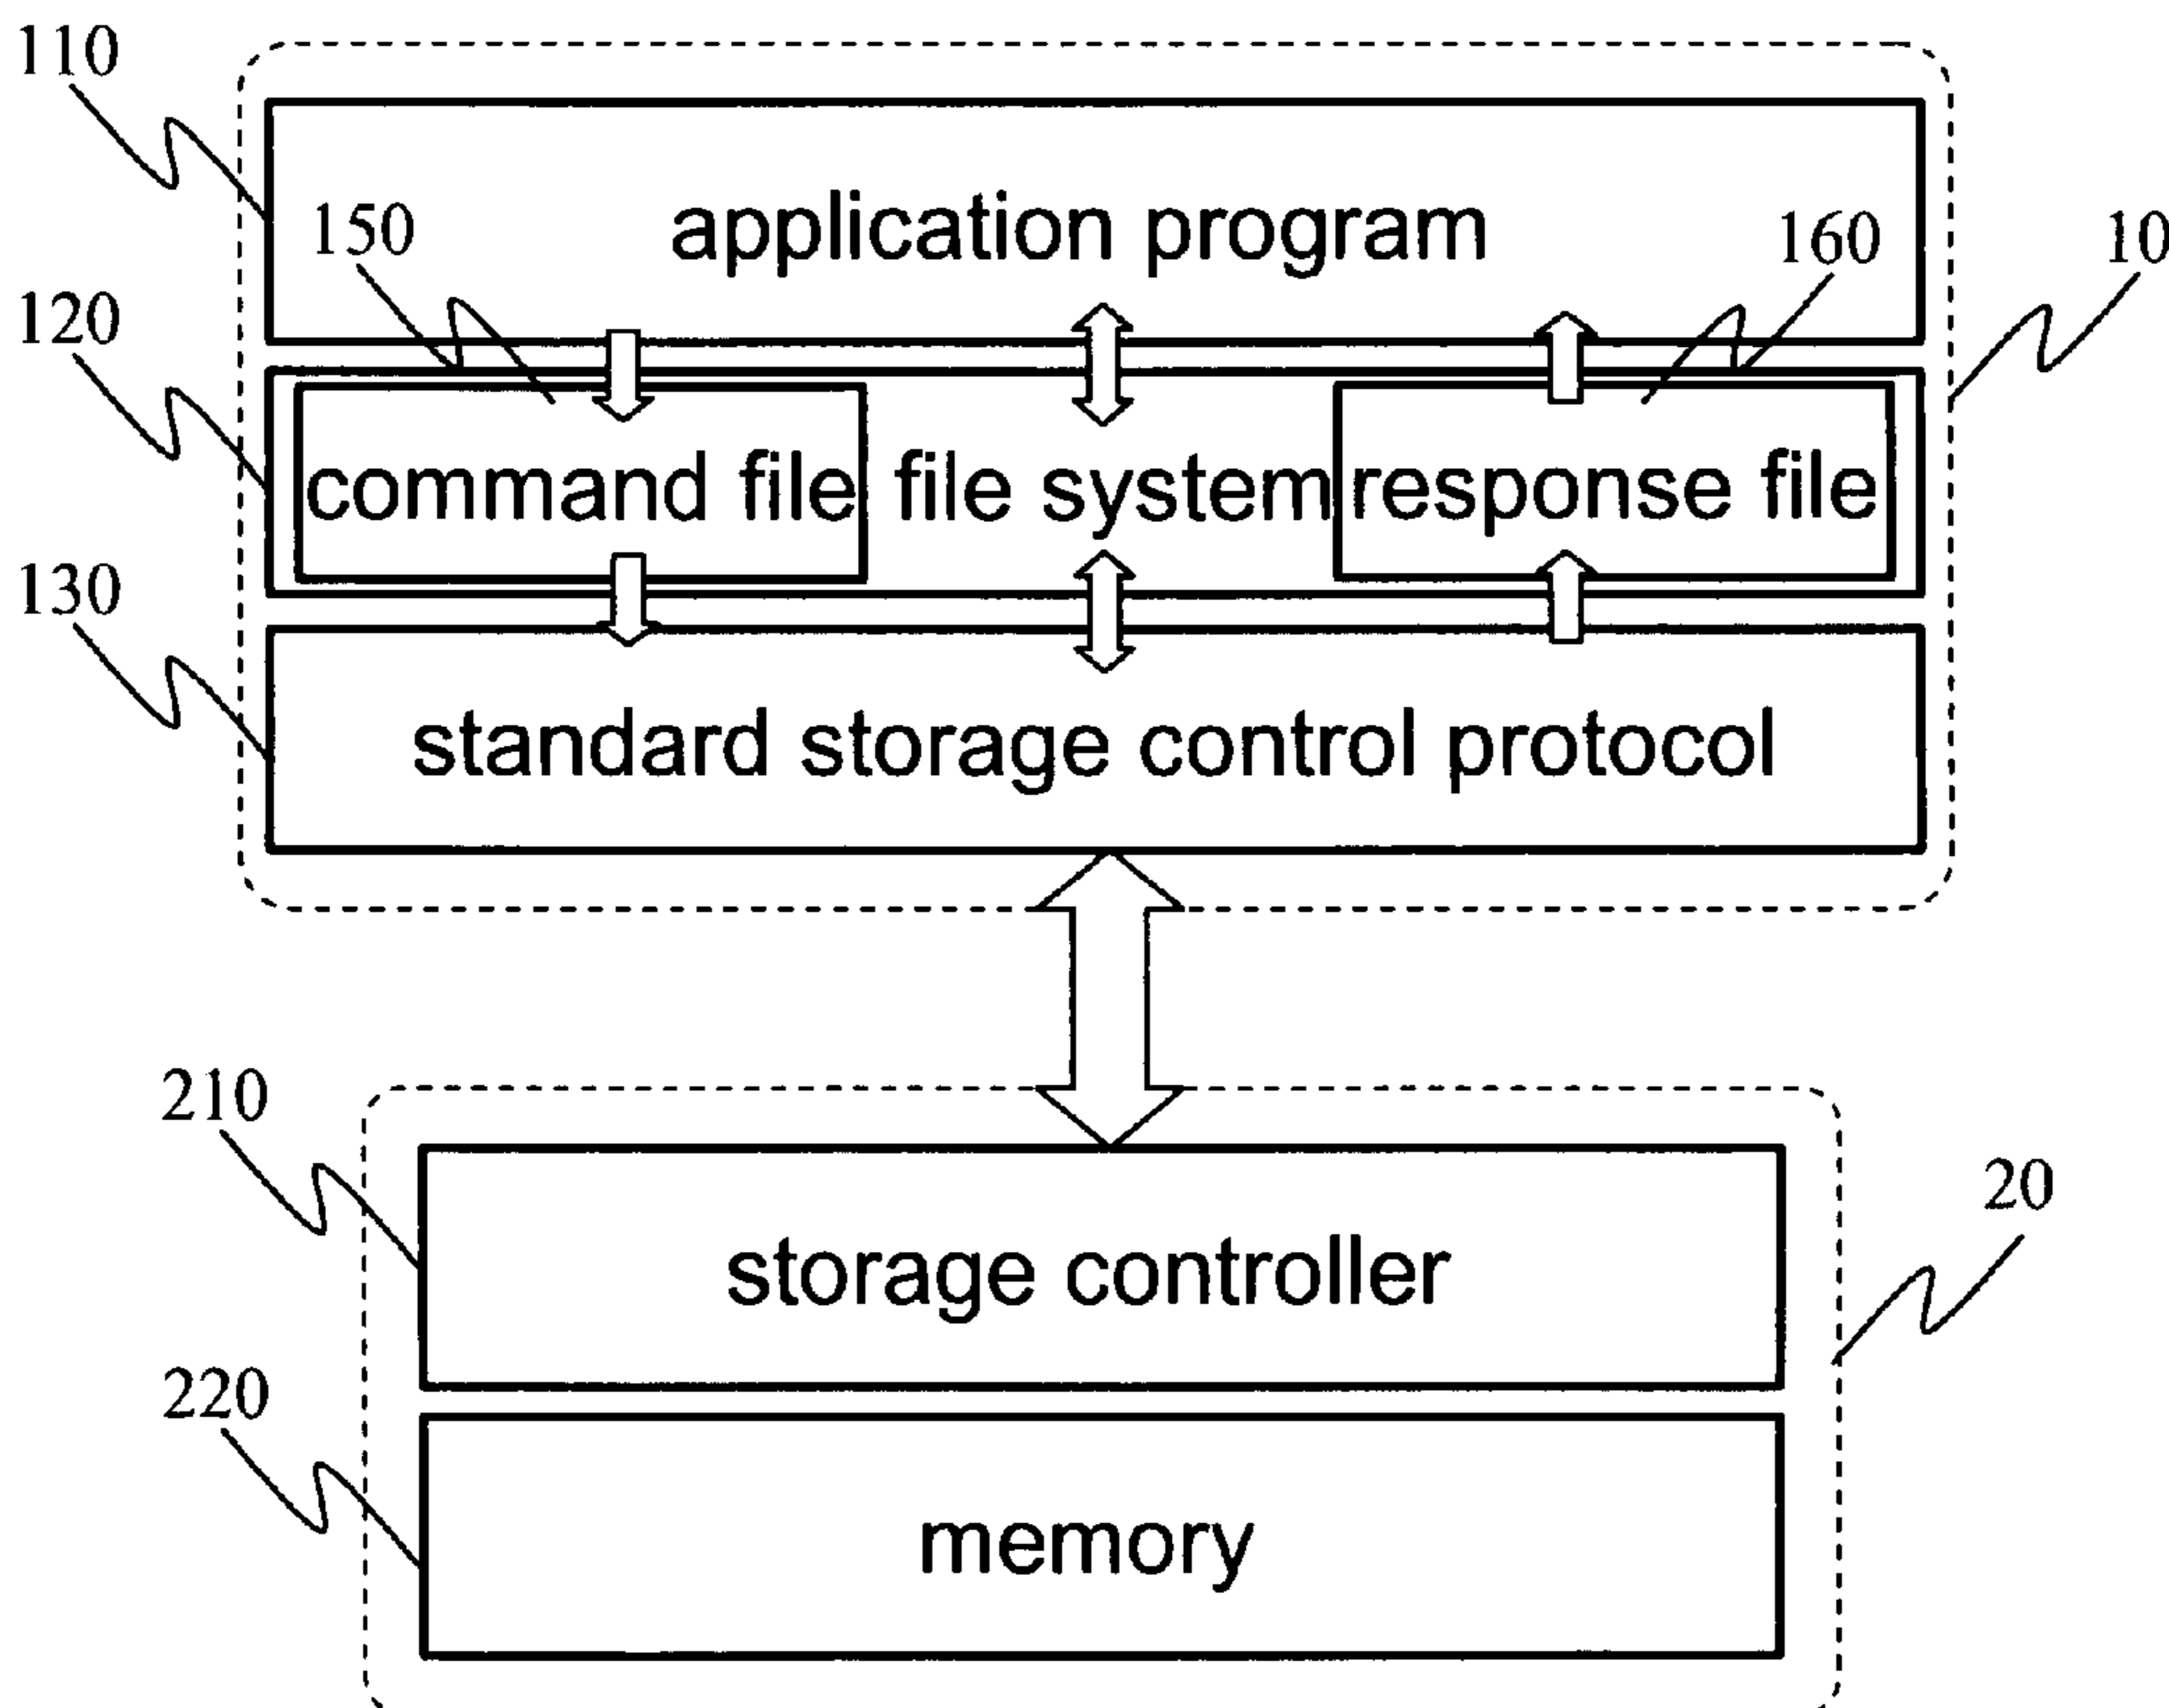 110
application program
150
160
10
120
command file
file system
response file
130
standard storage control protocol
210
20
storage controller
220
memory